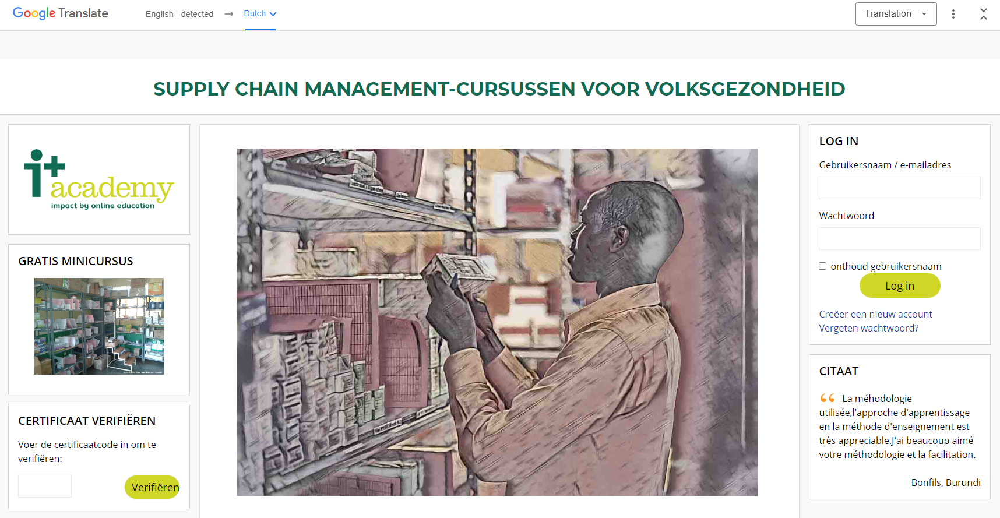 Google Translate
English - detected → Dutch
Translation
SUPPLY CHAIN MANAGEMENT-CURSUSSEN VOOR VOLKSGEZONDHEID
i+
academy
impact by online education
GRATIS MINICURSUS
CERTIFICAAT VERIFIËREN
Voer de certificaatcode in om te
verifiëren:
Verifiëren
LOG IN
Gebruikersnaam / e-mailadres
Wachtwoord
onthoud gebruikersnaam
Log in
Creëer een nieuw account
Vergeten wachtwoord?
CITAAT
“ La méhodologie
utilisée,l'approche d'apprentissage
en la méthode d'enseignement est
très appreciable.J'ai beaucoup aimé
votre méthodologie et la facilitation.
Bonfils, Burundi